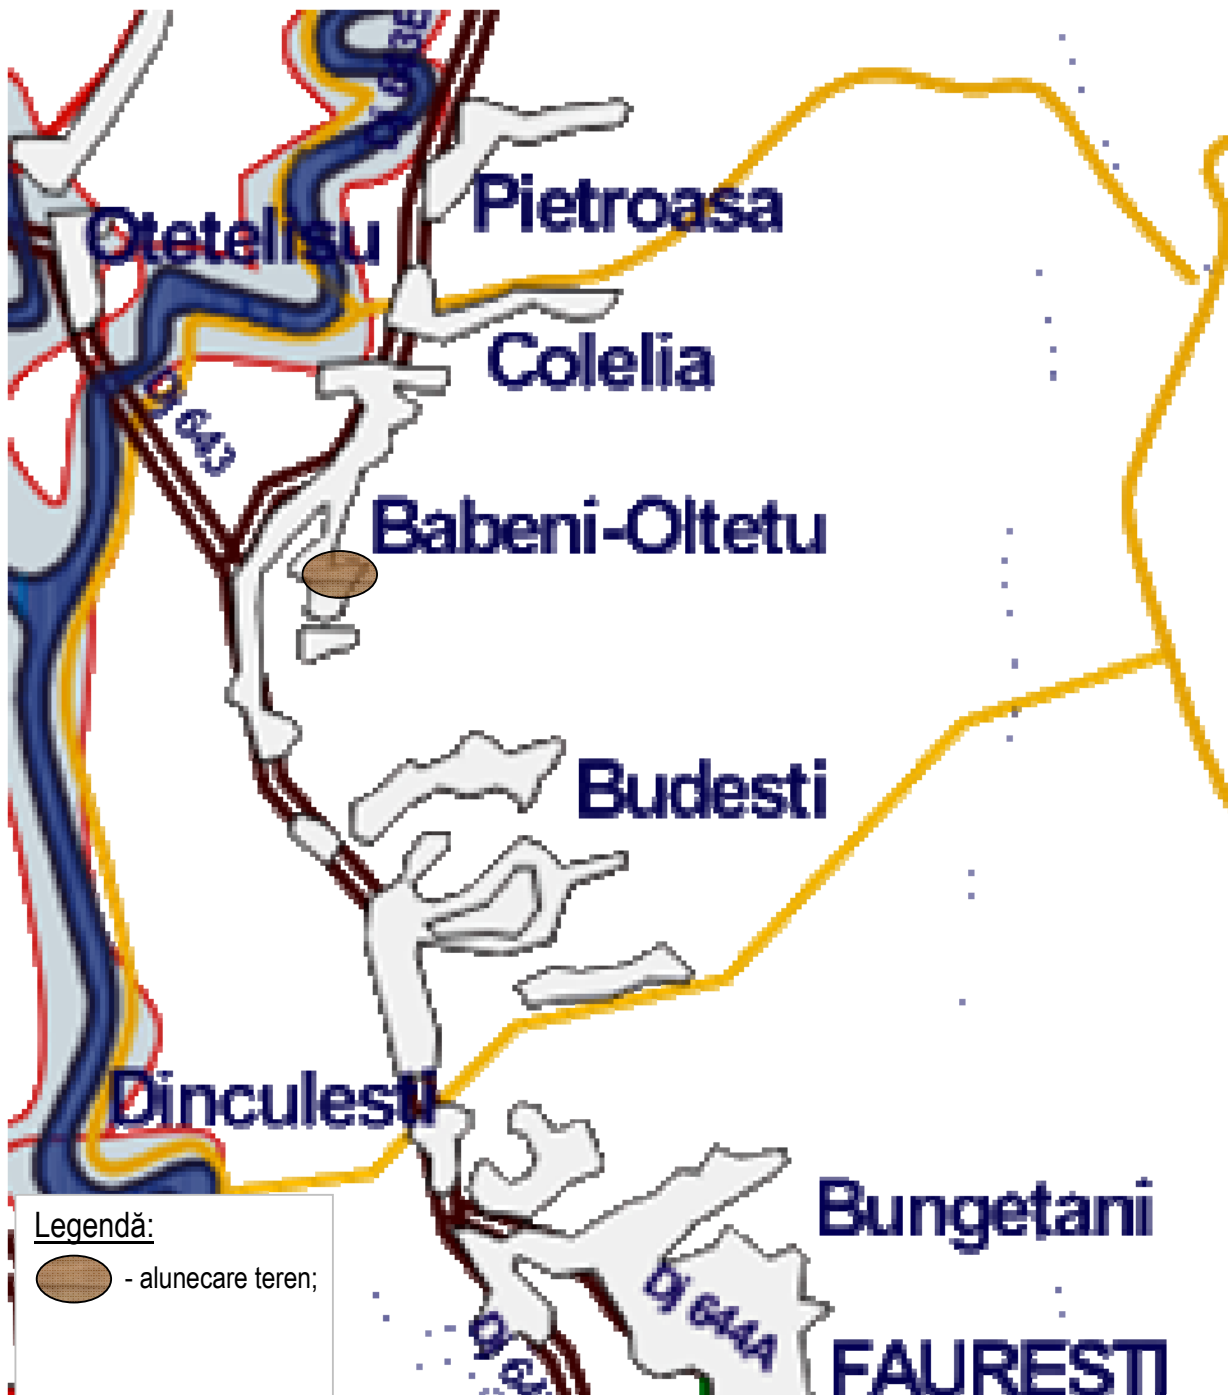 Pietroasa
Otetelisu
Colelia
Dj 643
Babeni-Oltetu
Budesti
Dinculesti
Bungetani
Legendă:
- alunecare teren;
Dj 644A
FAURESTI